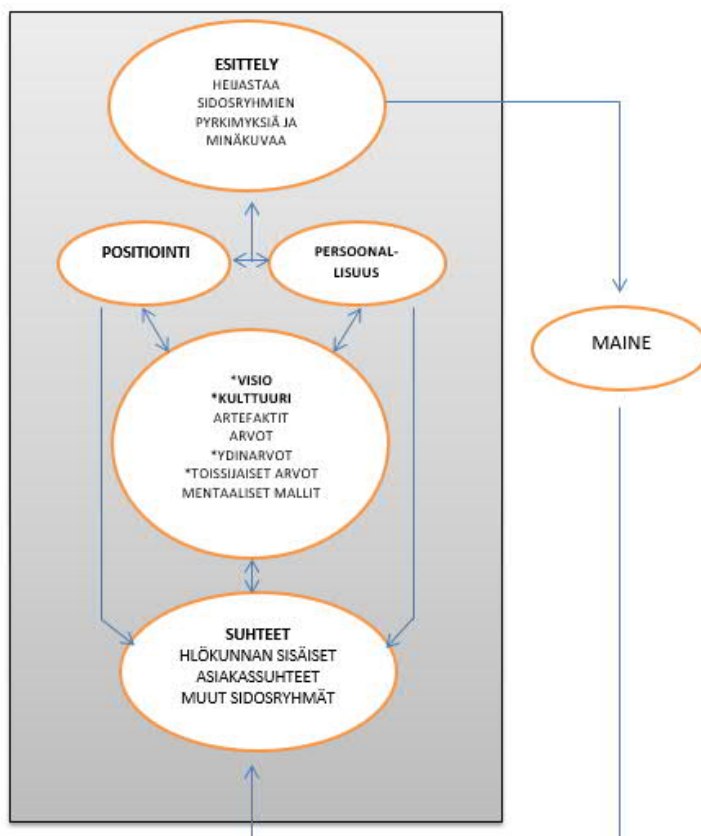 ESITTELY
HEIJASTAA
SIDOSRYHMIEN
PYRKIMYKSIÄ JA
MINÄKUVAA
POSITIOINTI
PERSOONAL-
LISUUS
MAINE
*VISIO
*KULTTUURI
ARTEFAKTIT
ARVOT
*YDINARVOT
*TOISSIJAISET ARVOT
MENTAALISET MALLIT
SUHTEET
HLÖKUNNAN SISÄISET
ASIAKASSUHTEET
MUUT SIDOSRYHMÄT